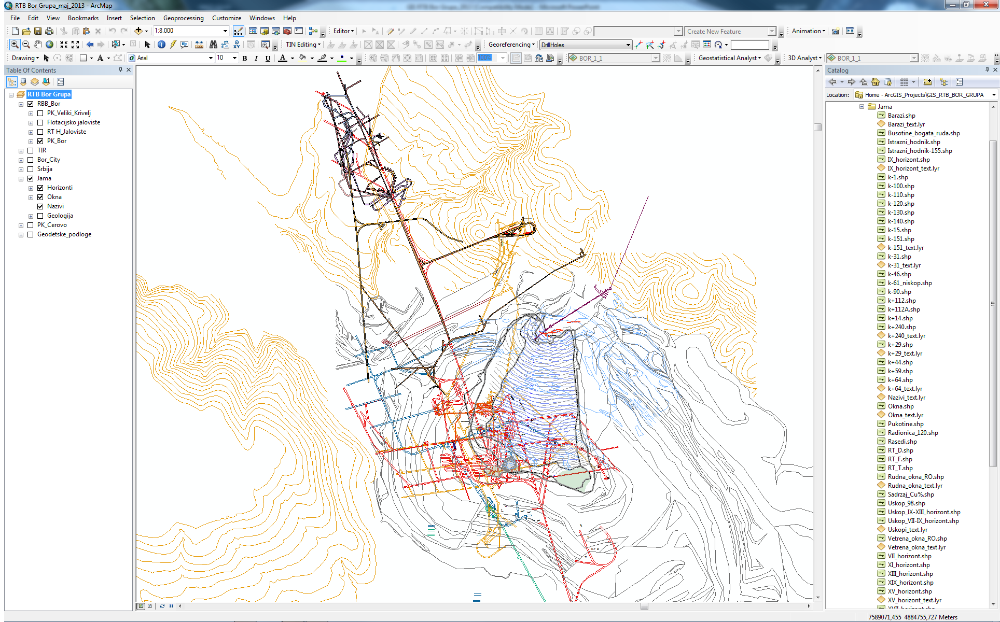 RTB Bor Grupa_maj_2013 - ArcMap
File Edit View Bookmarks Insert Selection Geoprocessing Customize Windows Help
1:8.000 Editor Create New Feature Animation
TIN Editing Georeferencing DrillHoles
Drawing A Arial 10 B I U A 100% BOR_1_1 Geostatistical Analyst 3D Analyst BOR_1_1
Table Of Contents
RTB Bor Grupa
RBB_Bor
PK_Veliki_Krivelj
Flotacijsko jaloviste
RT H_Jaloviste
PK_Bor
TIR
Bor_City
Srbija
Jama
Horizonti
Okna
Nazivi
Geologija
PK_Cerovo
Geodetske_podloge
R T D
Catalog
Location: Home - ArcGIS_Projects\GIS_RTB_BOR_GRUPA
Jama
Barazi.shp
Barazi_text.lyr
Busotine_bogata_ruda.shp
Istrazni_hodnik.shp
Istrazni_hodnik-155.shp
IX_horizont.shp
IX_horizont_text.lyr
k-1.shp
k-100.shp
k-110.shp
k-120.shp
k-130.shp
k-140.shp
k-15.shp
k-151.shp
k-151_text.lyr
k-31.shp
k-31_text.lyr
k-46.shp
k-61_niskop.shp
k-90.shp
k+112.shp
k+112A.shp
k+14.shp
k+240.shp
k+240_text.lyr
k+29.shp
k+29_text.lyr
k+44.shp
k+59.shp
k+64.shp
k+64_text.lyr
Nazivi_text.lyr
Okna.shp
Okna_text.lyr
Pukotine.shp
Radionica_120.shp
Rasedi.shp
RT_D.shp
RT_F.shp
RT_T.shp
Rudna_okna_RO.shp
Rudna_okna_text.lyr
Sadrzaj_Cu%.shp
Uskop_98.shp
Uskop_IX-XIII_horizont.shp
Uskop_VII-IX_horizont.shp
Uskopi_text.lyr
Vetrena_okna_RO.shp
Vetrena_okna_text.lyr
VII_horizont.shp
XI_horizont.shp
XIII_horizont.shp
XIX_horizont.shp
XV_horizont.shp
XV_horizont_text.lyr
7589071,455 4884755,727 Meters